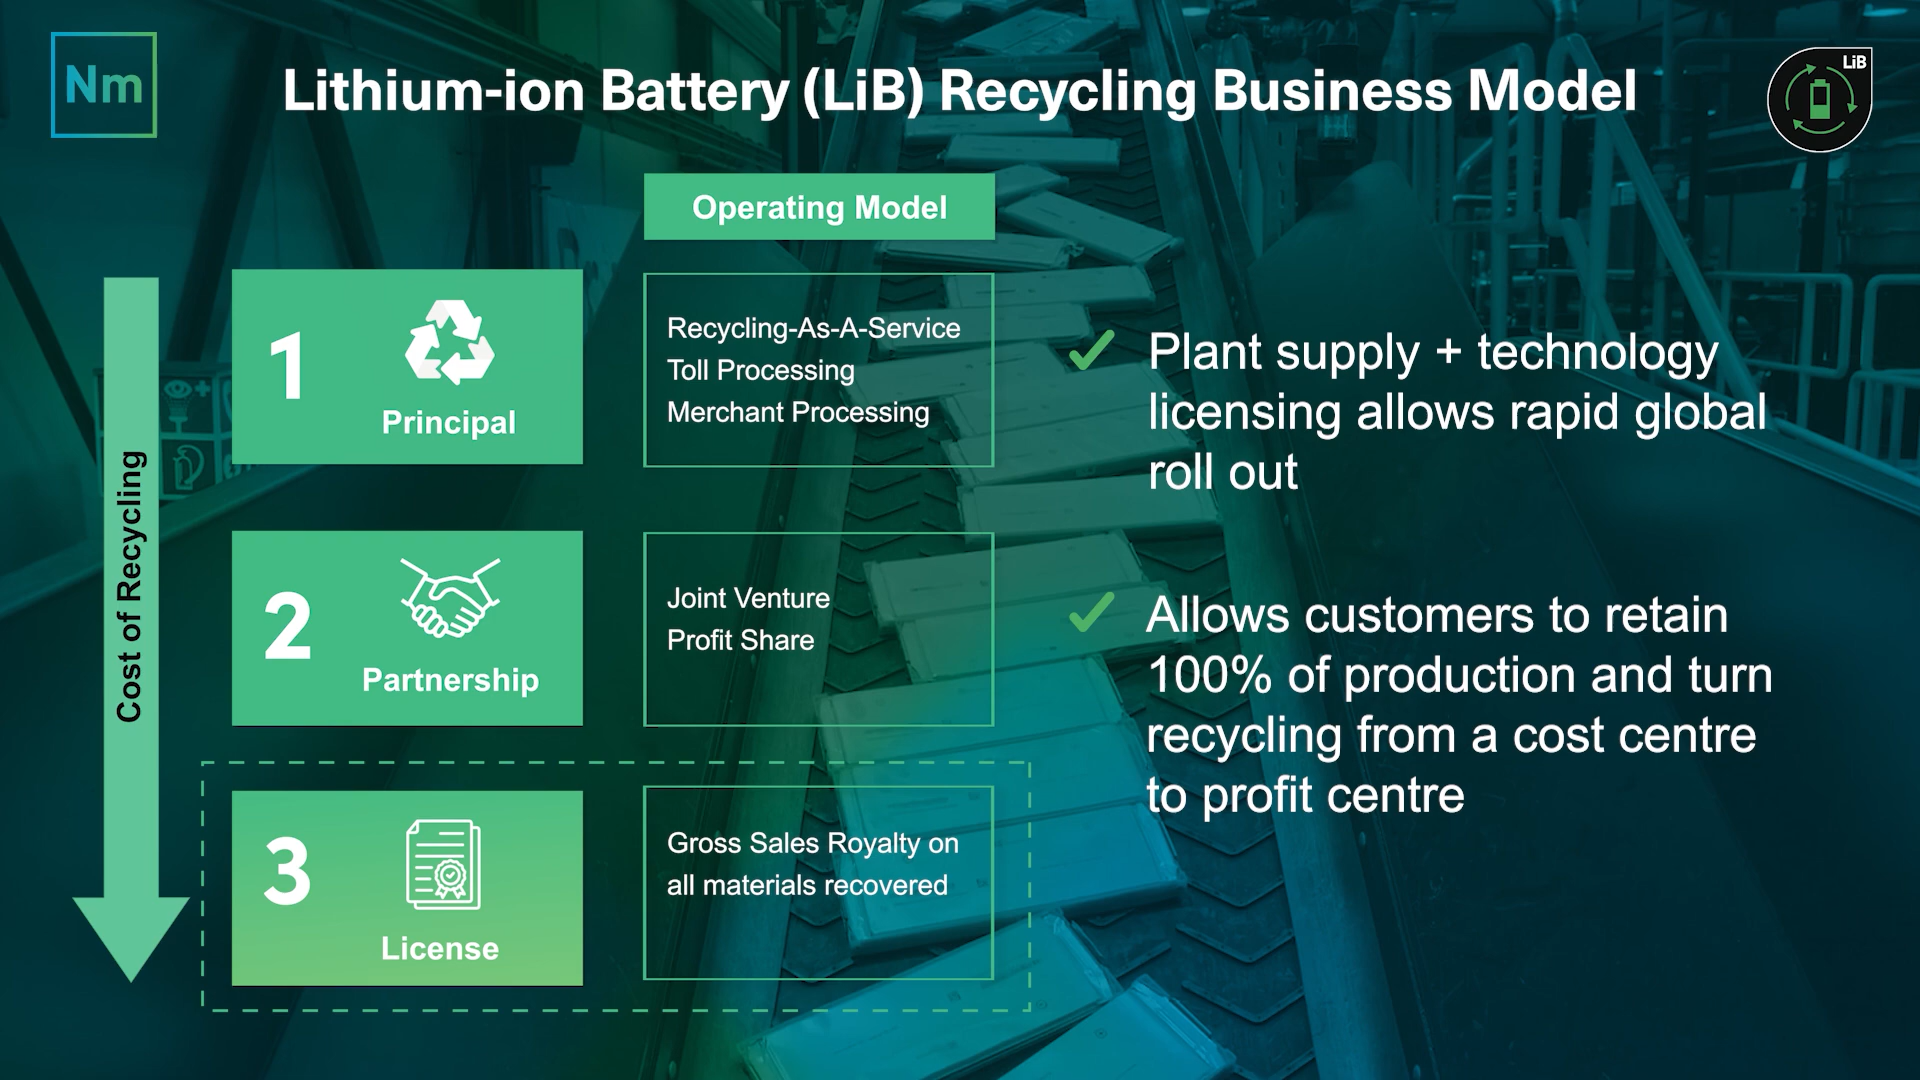 Nm
Lithium-ion Battery (LiB) Recycling Business Model
LiB
Operating Model
Cost of Recycling
1
Principal
Recycling-As-A-Service
Toll Processing
Merchant Processing
2
Partnership
Joint Venture
Profit Share
3
License
Gross Sales Royalty on
all materials recovered
Plant supply + technology
licensing allows rapid global
roll out
Allows customers to retain
100% of production and turn
recycling from a cost centre
to profit centre